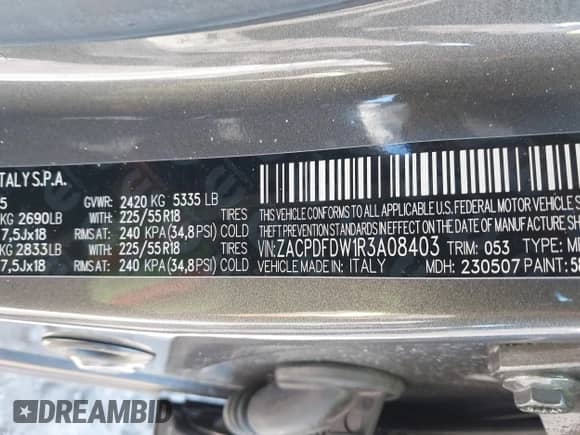 ITALY S.P.A.
5 GVWR: 2420 KG 5335 LB
KG 2690LB WITH: 225/55R18 TIRES
7,5Jx18 RIMS AT: 240 KPA(34,8PSI) COLD
KG 2833LB WITH: 225/55R18 TIRES
7,5Jx18 RIMS AT: 240 KPA(34,8PSI) COLD
THIS VEHICLE CONFORMS TO ALL APPLICABLE U.S. FEDERAL MOTOR VEHICLE SA
PREVENTION STANDARDS IN EFFECT ON THE DATE OF MANUFACTURE SH
VIN: ZACPDFDW1R3A08403 TRIM: 053 TYPE: M
VEHICLE MADE IN: ITALY MDH: 230507 PAINT: 5
DREAMBID